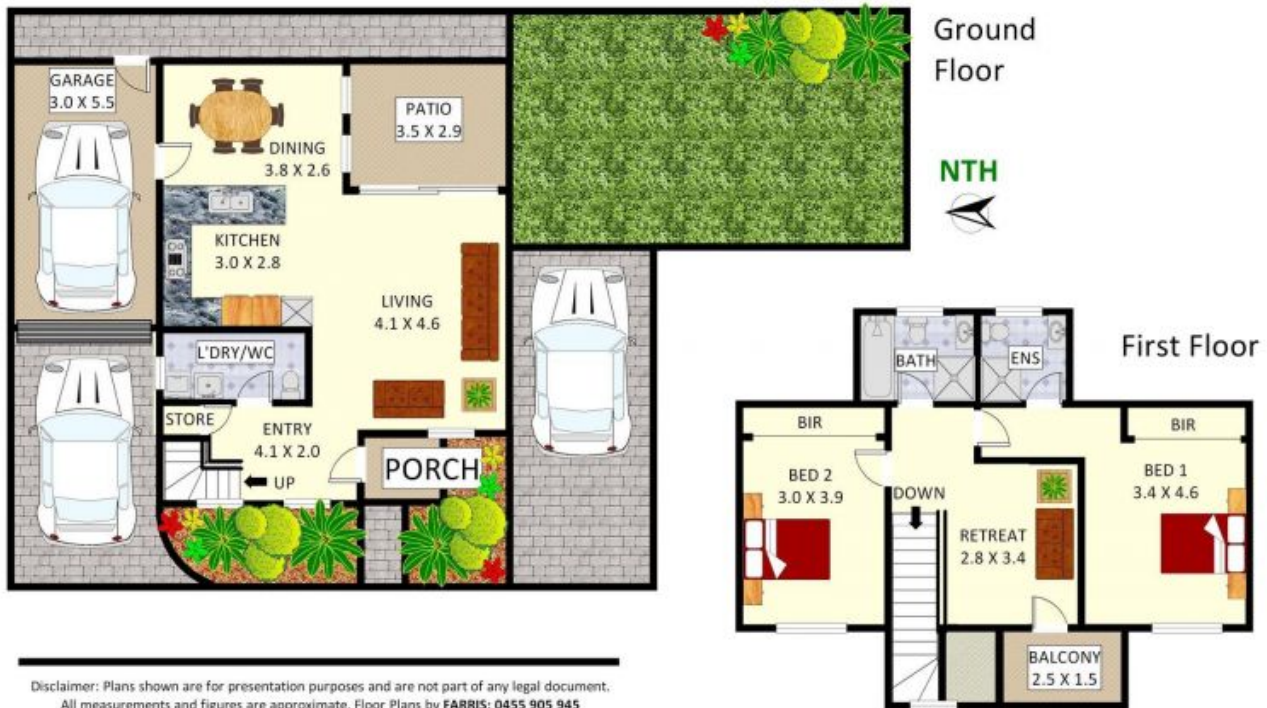 Ground
Floor
NTH
GARAGE
3.0 X 5.5
DINING
3.8 X 2.6
PATIO
3.5 X 2.9
KITCHEN
3.0 X 2.8
LIVING
4.1 X 4.6
L'DRY/WC
STORE
ENTRY
4.1 X 2.0
UP
PORCH
First Floor
BATH
ENS
BIR
BIR
BED 2
3.0 X 3.9
BED 1
3.4 X 4.6
DOWN
RETREAT
2.8 X 3.4
BALCONY
2.5 X 1.5
Disclaimer: Plans shown are for presentation purposes and are not part of any legal document.
All measurements and figures are approximate. Floor Plans by FARRIS: 0455 905 945